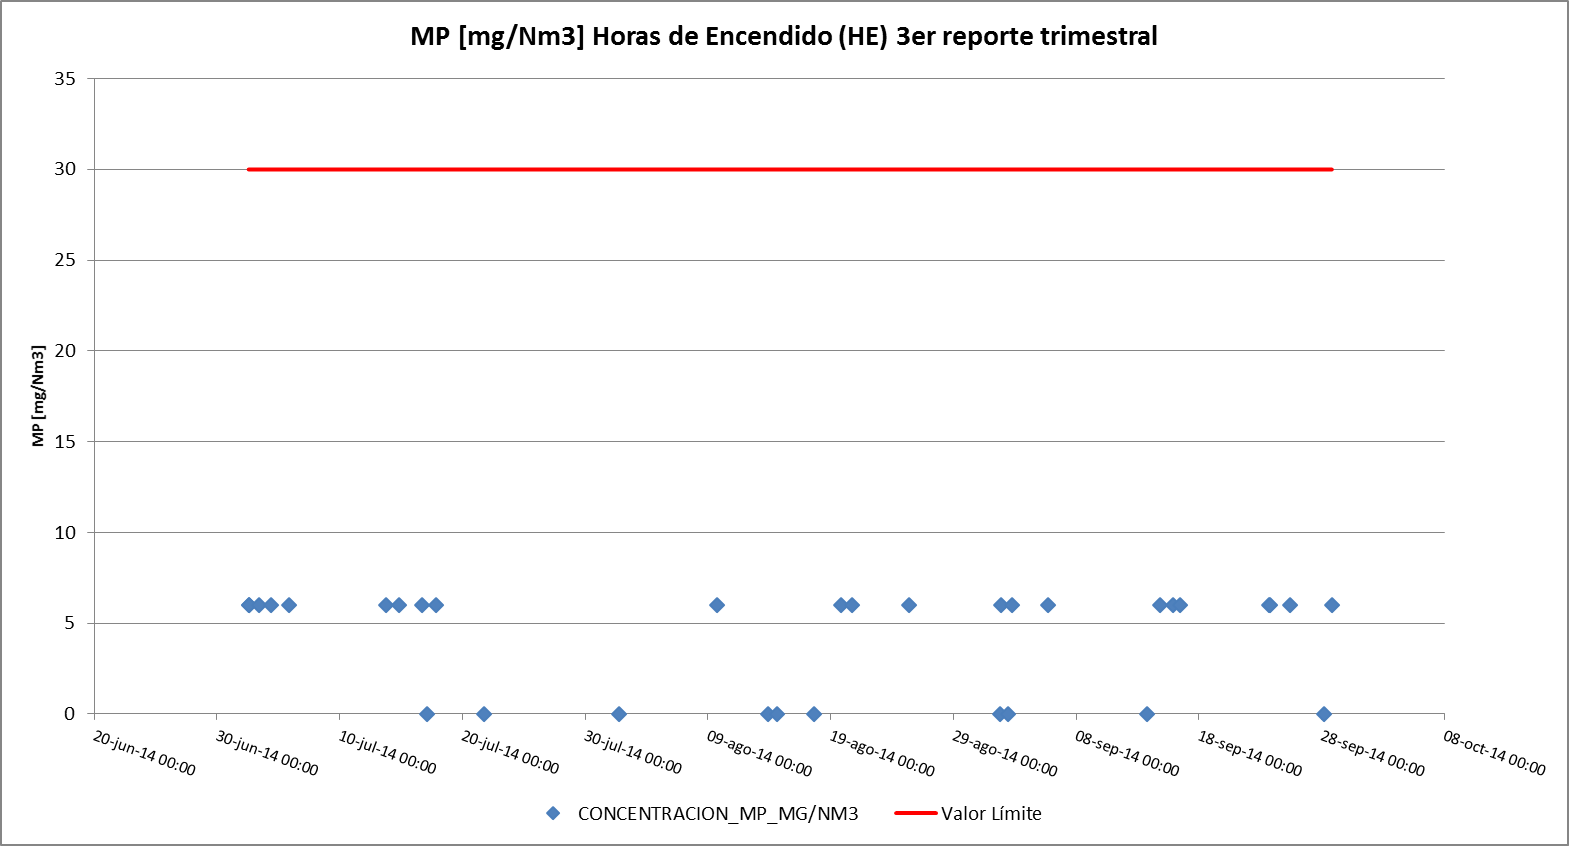 MP [mg/Nm3] Horas de Encendido (HE) 3er reporte trimestral
35
30
25
20
15
10
5
0
MP [mg/Nm3]
20-jun-14 00:00
30-jun-14 00:00
10-jul-14 00:00
20-jul-14 00:00
30-jul-14 00:00
09-ago-14 00:00
19-ago-14 00:00
29-ago-14 00:00
08-sep-14 00:00
18-sep-14 00:00
28-sep-14 00:00
08-oct-14 00:00
CONCENTRACION_MP_MG/NM3
Valor Límite